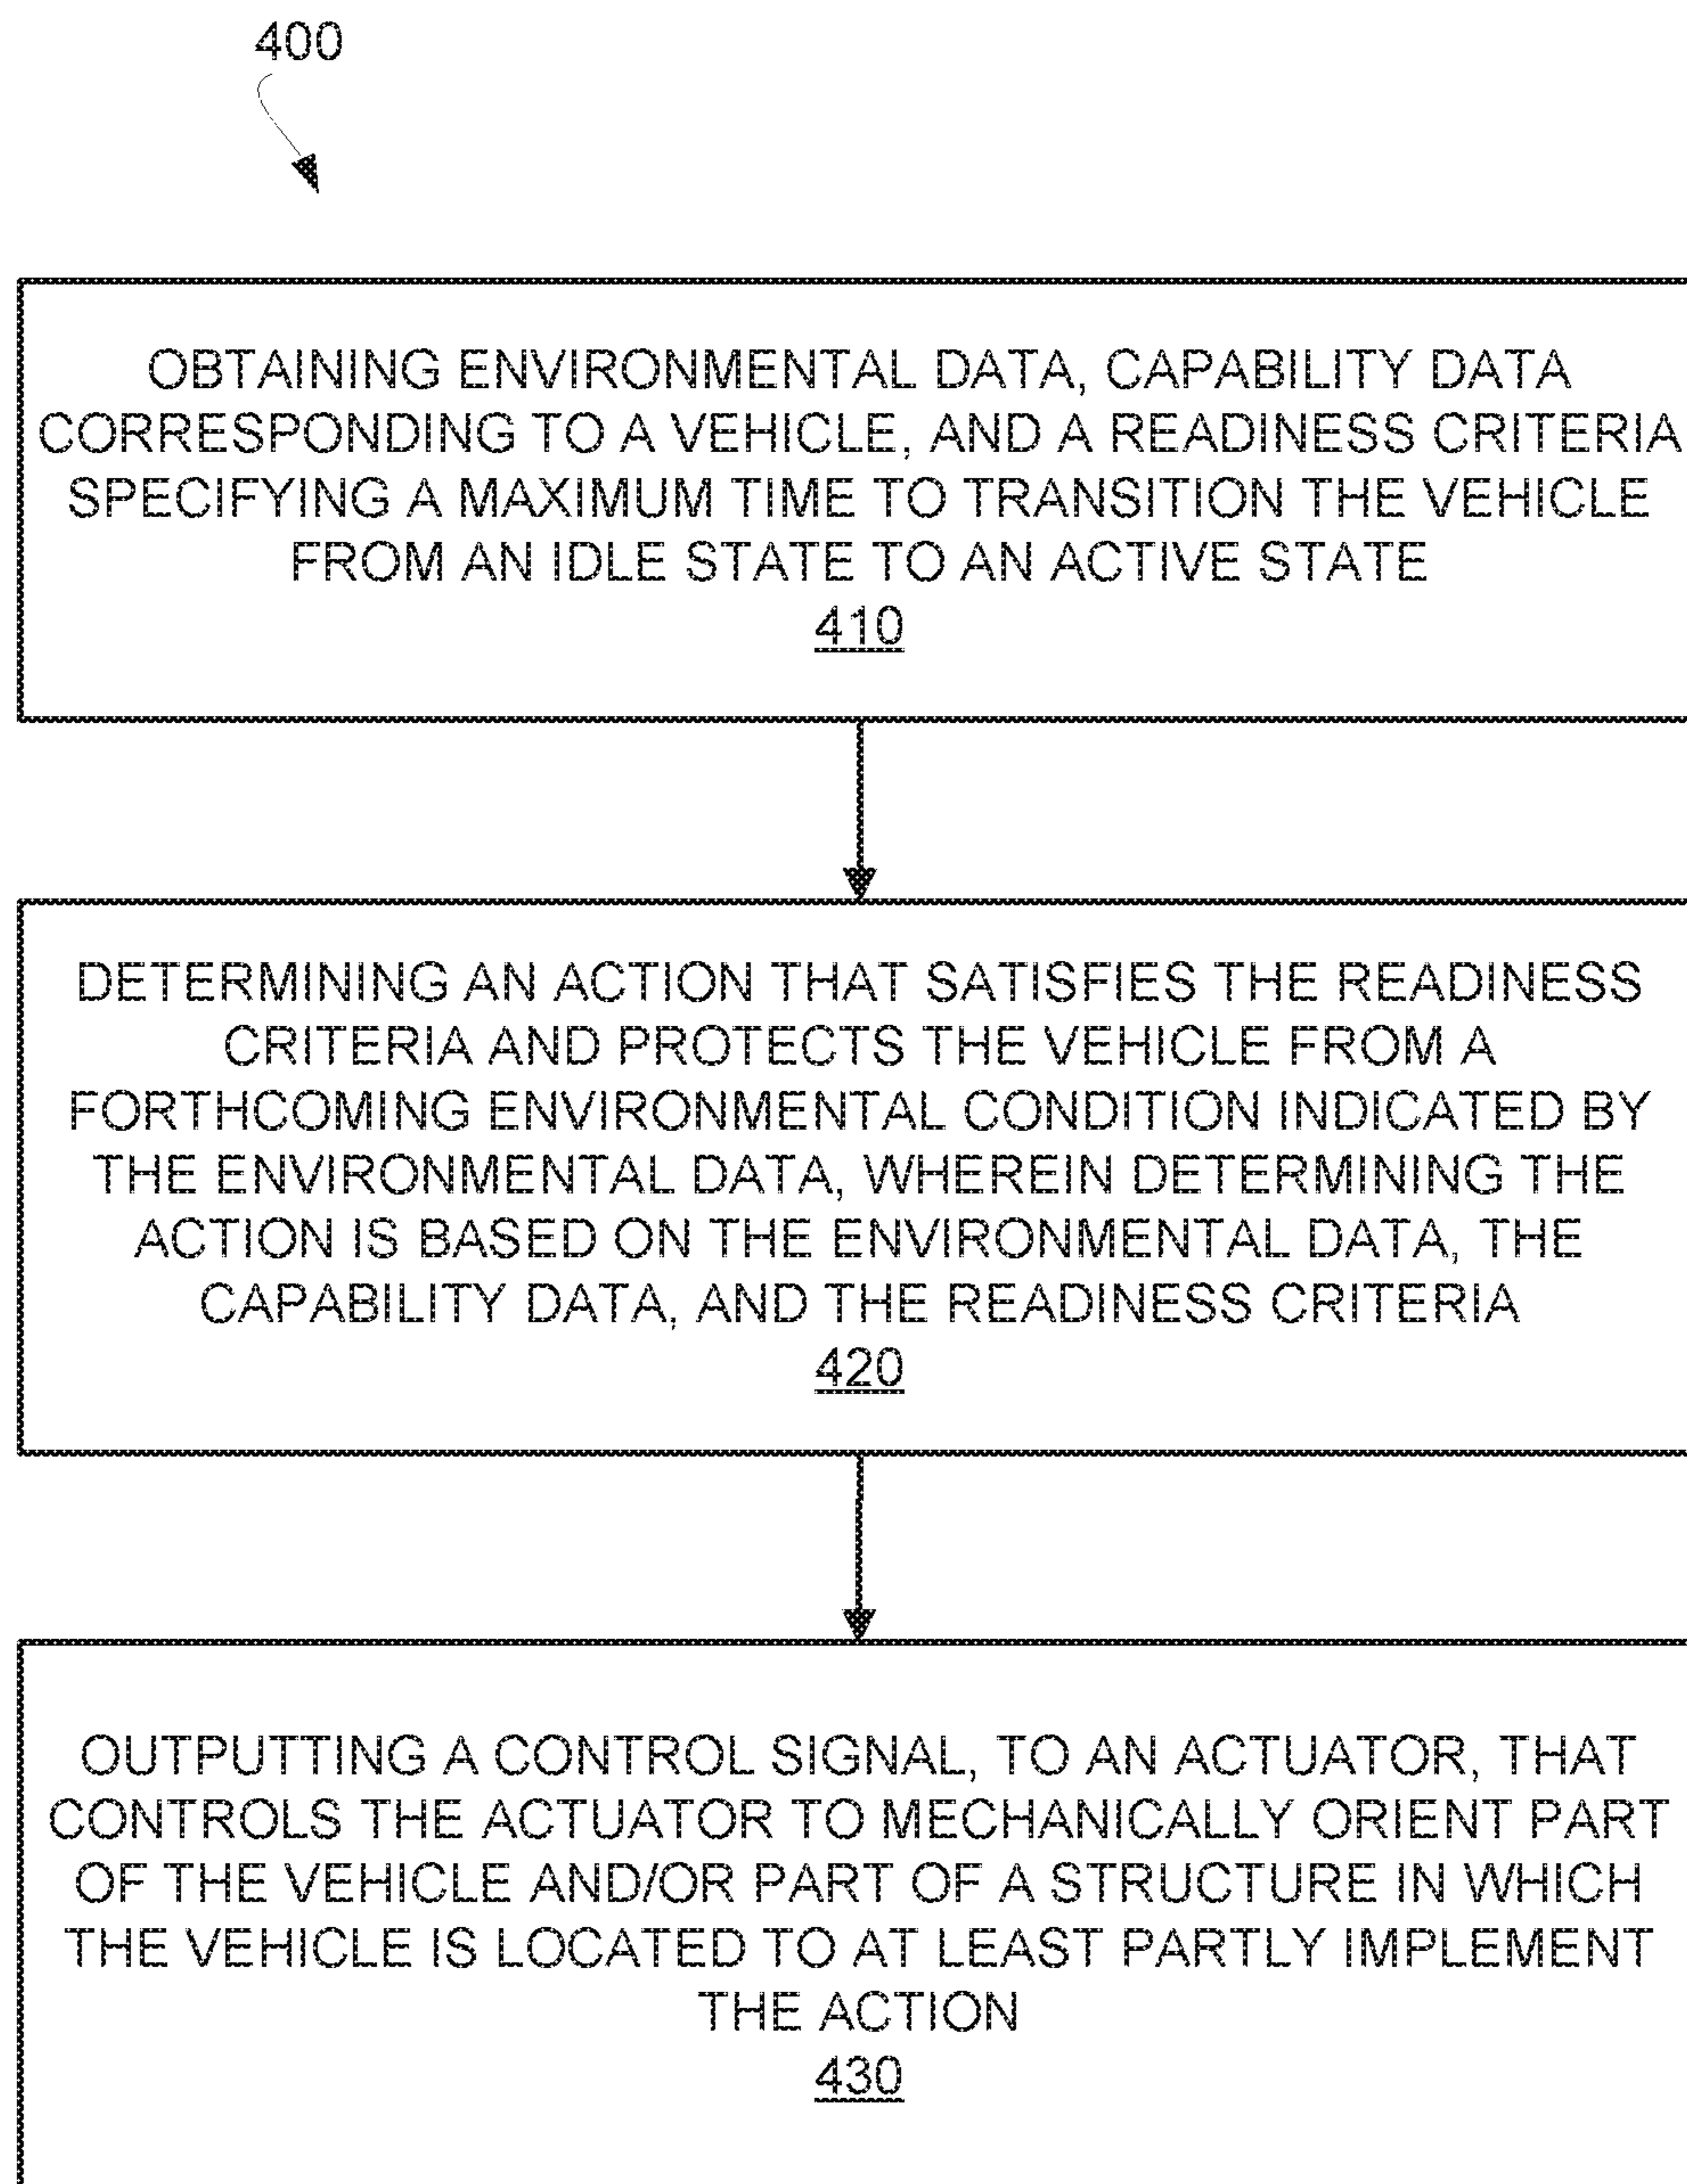 400
OBTAINING ENVIRONMENTAL DATA, CAPABILITY DATA
CORRESPONDING TO A VEHICLE, AND A READINESS CRITERIA
SPECIFYING A MAXIMUM TIME TO TRANSITION THE VEHICLE
FROM AN IDLE STATE TO AN ACTIVE STATE
410
DETERMINING AN ACTION THAT SATISFIES THE READINESS
CRITERIA AND PROTECTS THE VEHICLE FROM A
FORTHCOMING ENVIRONMENTAL CONDITION INDICATED BY
THE ENVIRONMENTAL DATA, WHEREIN DETERMINING THE
ACTION IS BASED ON THE ENVIRONMENTAL DATA, THE
CAPABILITY DATA, AND THE READINESS CRITERIA
420
OUTPUTTING A CONTROL SIGNAL, TO AN ACTUATOR, THAT
CONTROLS THE ACTUATOR TO MECHANICALLY ORIENT PART
OF THE VEHICLE AND/OR PART OF A STRUCTURE IN WHICH
THE VEHICLE IS LOCATED TO AT LEAST PARTLY IMPLEMENT
THE ACTION
430